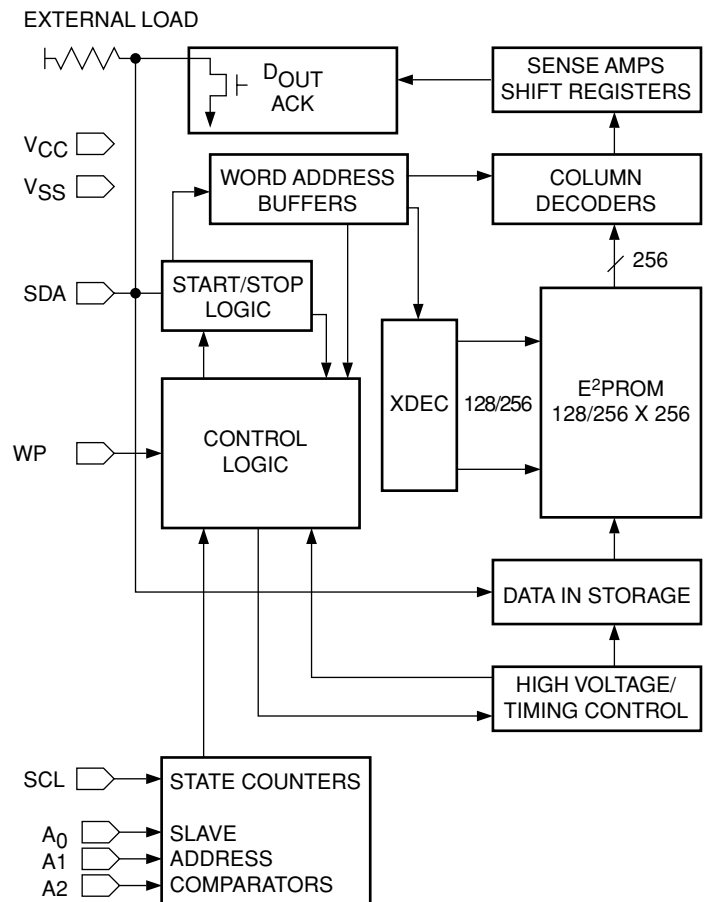 EXTERNAL LOAD
DOUT
ACK
SENSE AMPS
SHIFT REGISTERS
VCC
VSS
WORD ADDRESS
BUFFERS
COLUMN
DECODERS
256
SDA
START/STOP
LOGIC
XDEC
128/256
E²PROM
128/256 X 256
WP
CONTROL
LOGIC
DATA IN STORAGE
HIGH VOLTAGE/
TIMING CONTROL
SCL
STATE COUNTERS
A0
SLAVE
A1
ADDRESS
A2
COMPARATORS